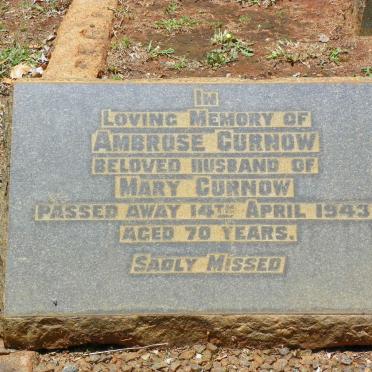 In
Loving Memory of
Ambrose Curnow
beloved husband of
Mary Curnow
passed away 14th April 1943
aged 70 years.
Sadly Missed